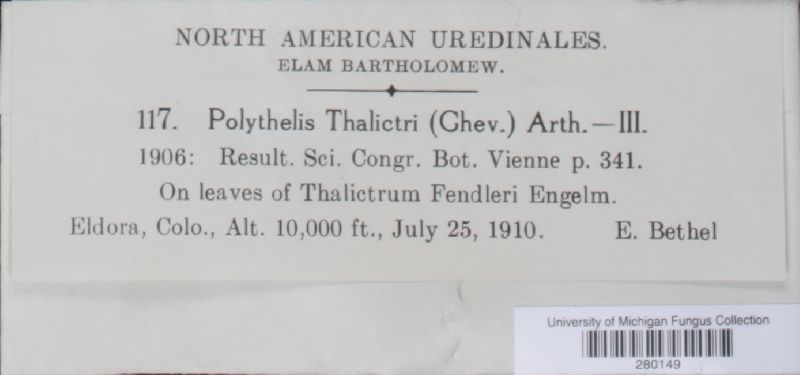 NORTH AMERICAN UREDINALES.
ELAM BARTHOLOMEW.
117. Polythelis Thalictri (Chev.) Arth.—III.
1906: Result. Sci. Congr. Bot. Vienne p. 341.
On leaves of Thalictrum Fendleri Engelm.
Eldora, Colo., Alt. 10,000 ft., July 25, 1910. E. Bethel
University of Michigan Fungus Collection
280149